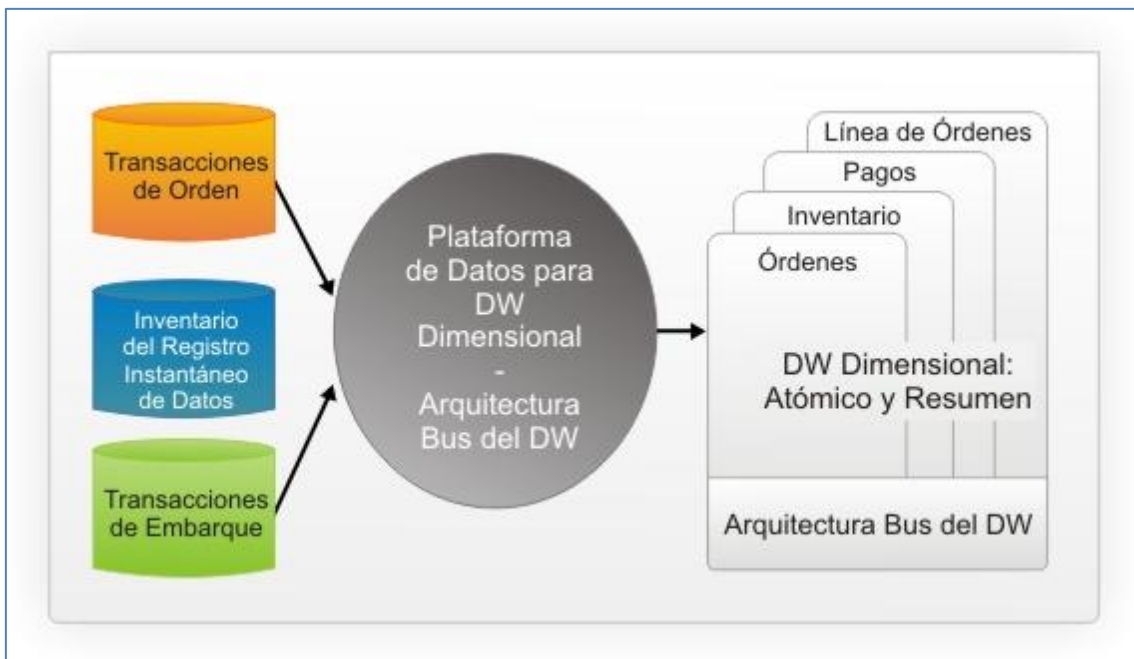 Transacciones
de Orden
Inventario
del Registro
Instantáneo
de Datos
Transacciones
de Embarque
Plataforma
de Datos para
DW
Dimensional
-
Arquitectura
Bus del DW
Línea de Órdenes
Pagos
Inventario
Órdenes
DW Dimensional:
Atómico y Resumen
Arquitectura Bus del DW